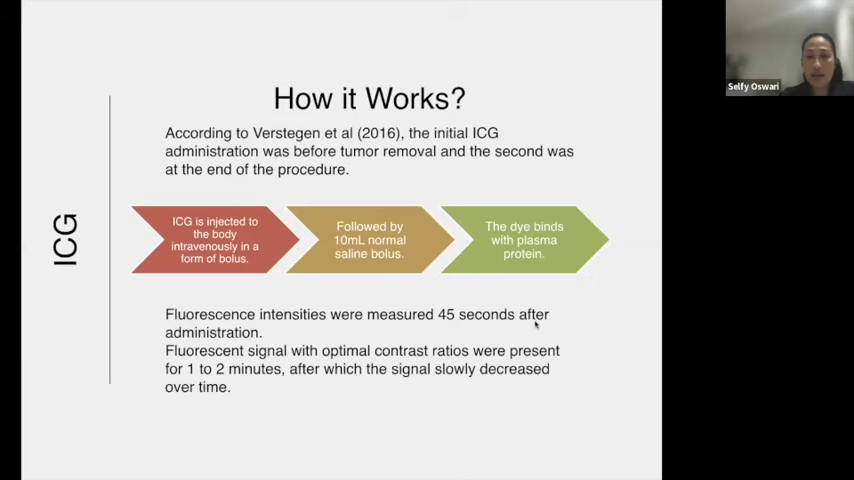 How it Works?
According to Verstegen et al (2016), the initial ICG
administration was before tumor removal and the second was
at the end of the procedure.
ICG
ICG is injected to
the body
intravenously in a
form of bolus.
Followed by
10mL normal
saline bolus.
The dye binds
with plasma
protein.
Fluorescence intensities were measured 45 seconds after
administration.
Fluorescent signal with optimal contrast ratios were present
for 1 to 2 minutes, after which the signal slowly decreased
over time.
Selfy Oswari